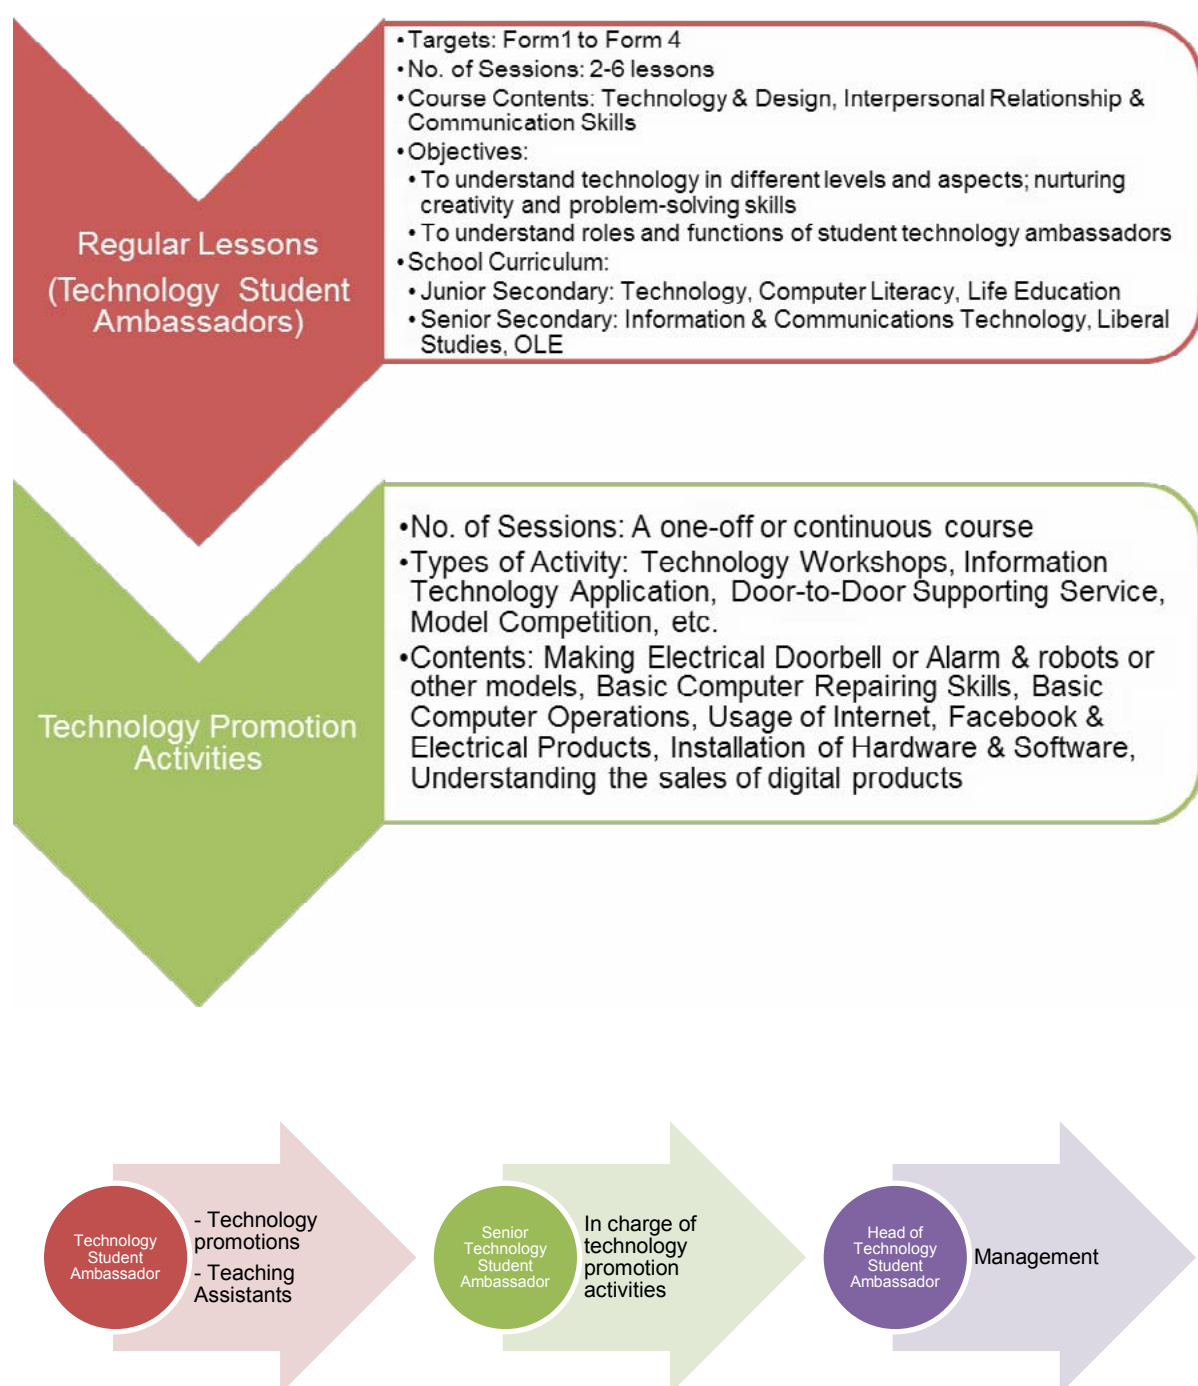 Regular Lessons
(Technology Student
Ambassadors)
•Targets: Form1 to Form 4
•No. of Sessions: 2-6 lessons
•Course Contents: Technology & Design, Interpersonal Relationship &
Communication Skills
•Objectives:
•To understand technology in different levels and aspects; nurturing
creativity and problem-solving skills
•To understand roles and functions of student technology ambassadors
•School Curriculum:
•Junior Secondary: Technology, Computer Literacy, Life Education
•Senior Secondary: Information & Communications Technology, Liberal
Studies, OLE
Technology Promotion
Activities
•No. of Sessions: A one-off or continuous course
•Types of Activity: Technology Workshops, Information
Technology Application, Door-to-Door Supporting Service,
Model Competition, etc.
•Contents: Making Electrical Doorbell or Alarm & robots or
other models, Basic Computer Repairing Skills, Basic
Computer Operations, Usage of Internet, Facebook &
Electrical Products, Installation of Hardware & Software,
Understanding the sales of digital products
Technology
Student
Ambassador
- Technology
promotions
- Teaching
Assistants
Senior
Technology
Student
Ambassador
In charge of
technology
promotion
activities
Head of
Technology
Student
Ambassador
Management